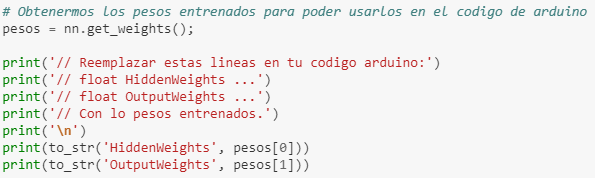 # Obtenermos los pesos entrenados para poder usarlos en el codigo de arduino
pesos = nn.get_weights();
print('// Reemplazar estas lineas en tu codigo arduino:')
print('// float HiddenWeights ...')
print('// float OutputWeights ...')
print('// Con lo pesos entrenados.')
print('\n')
print(to_str('HiddenWeights', pesos[0]))
print(to_str('OutputWeights', pesos[1]))